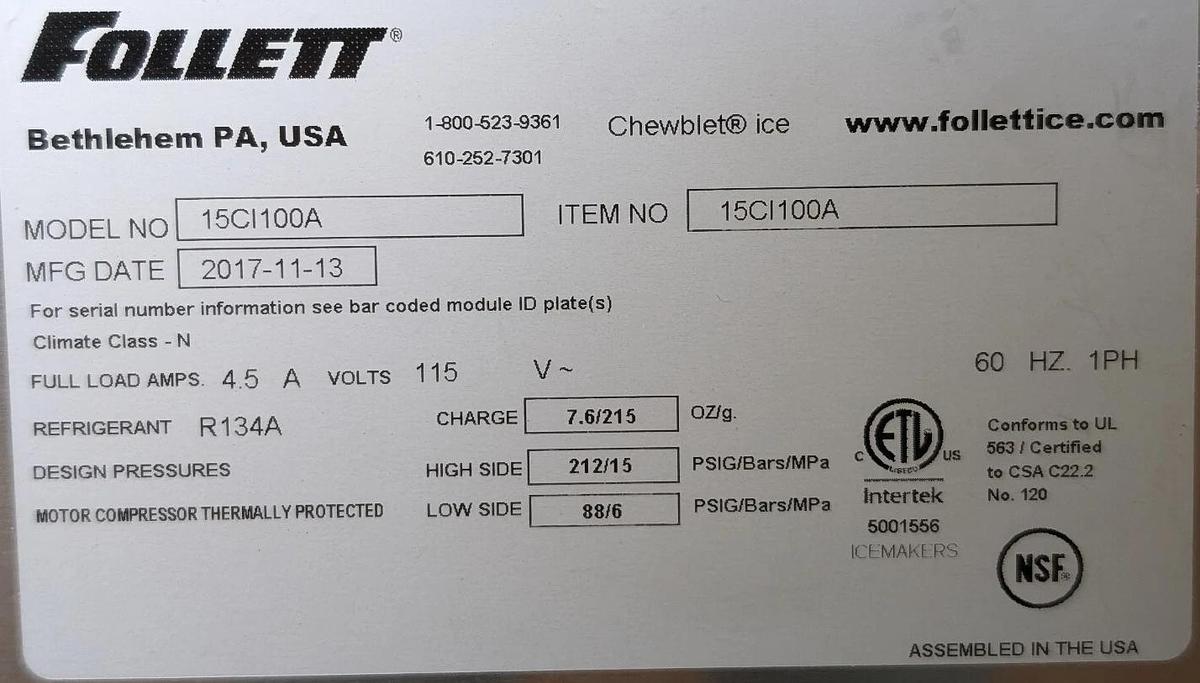 FOLLETT®
Bethlehem PA, USA 1-800-523-9361 Chewblet® ice www.follettice.com
610-252-7301
MODEL NO 15CI100A ITEM NO 15CI100A
MFG DATE 2017-11-13
For serial number information see bar coded module ID plate(s)
Climate Class - N
FULL LOAD AMPS. 4.5 A VOLTS 115 V ~ 60 HZ. 1PH
REFRIGERANT R134A CHARGE 7.6/215 OZ/g.
DESIGN PRESSURES HIGH SIDE 212/15 PSIG/Bars/MPa
MOTOR COMPRESSOR THERMALLY PROTECTED LOW SIDE 88/6 PSIG/Bars/MPa
C ETL US
LISTED
Intertek
5001556
ICEMAKERS
Conforms to UL
563 / Certified
to CSA C22.2
No. 120
NSF®
ASSEMBLED IN THE USA